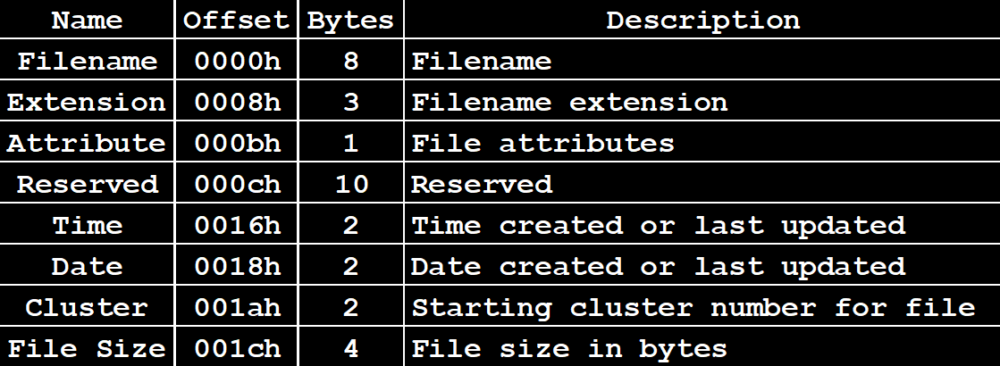 Name Offset Bytes Description
Filename 0000h 8 Filename
Extension 0008h 3 Filename extension
Attribute 000bh 1 File attributes
Reserved 000ch 10 Reserved
Time 0016h 2 Time created or last updated
Date 0018h 2 Date created or last updated
Cluster 001ah 2 Starting cluster number for file
File Size 001ch 4 File size in bytes